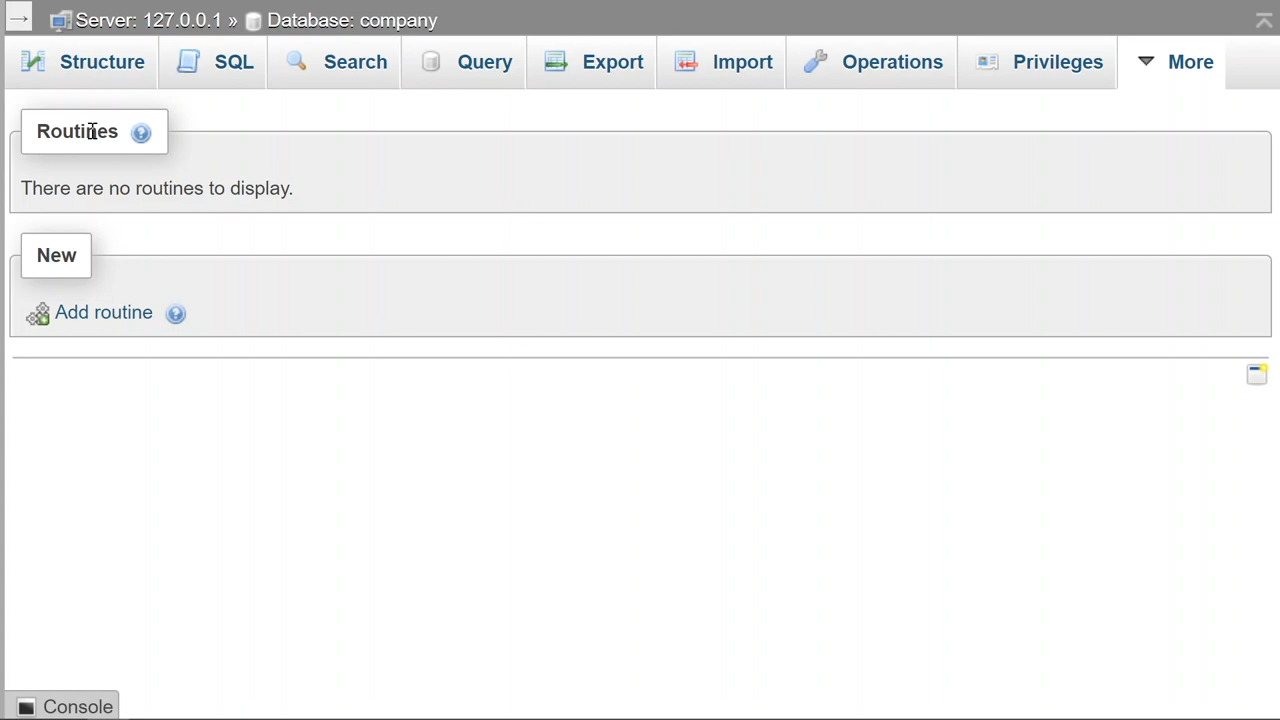 Server: 127.0.0.1 » Database: company
Structure SQL Search Query Export Import Operations Privileges More
Routines
There are no routines to display.
New
Add routine
Console